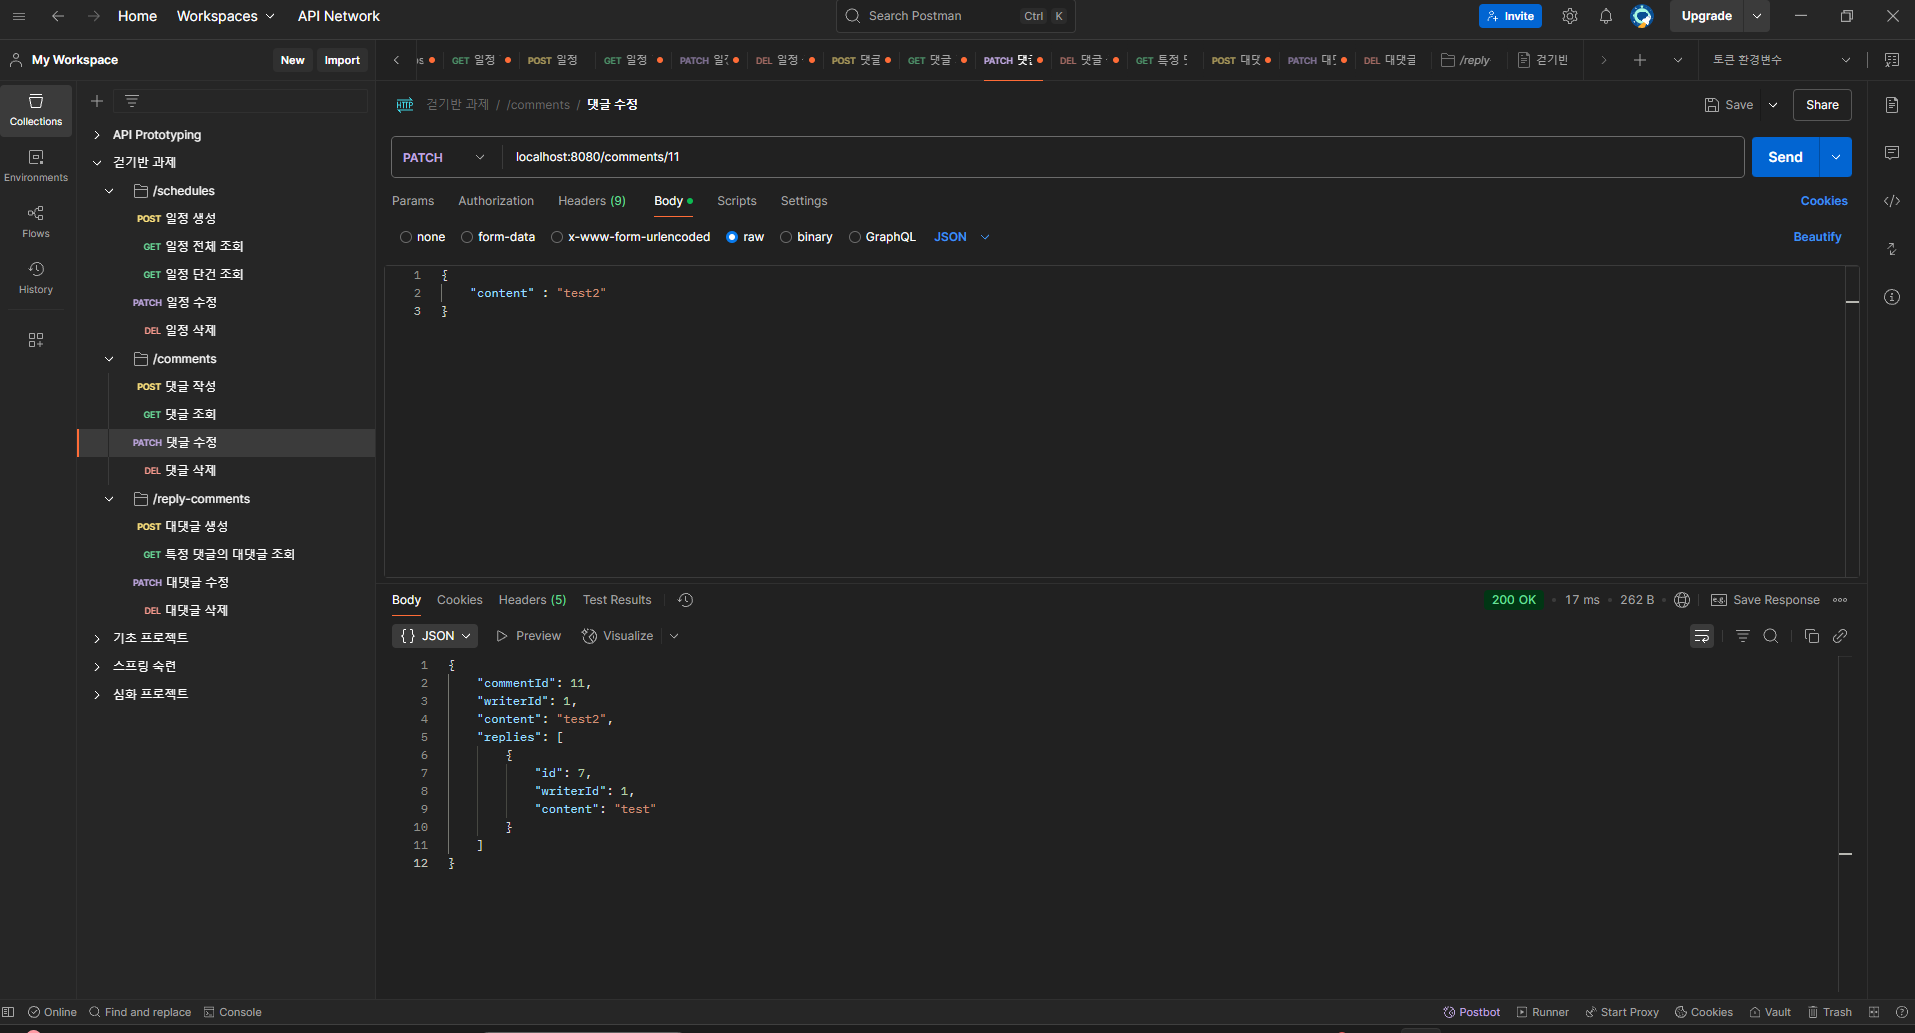 Home Workspaces API Network Search Postman Ctrl K Invite Upgrade
My Workspace New Import
GET 일정 POST 일정 GET 일정 PATCH DEL 일정 POST 댓글 GET 댓글 PATCH DEL 댓글 GET 특정 POST 대댓 PATCH DEL 대댓글 /reply 걷기반 토큰 환경변수
Collections
Environments
Flows
History
API Prototyping
걷기반 과제
/schedules
POST 일정 생성
GET 일정 전체 조회
GET 일정 단건 조회
PATCH 일정 수정
DEL 일정 삭제
/comments
POST 댓글 작성
GET 댓글 조회
PATCH 댓글 수정
DEL 댓글 삭제
/reply-comments
POST 대댓글 생성
GET 특정 댓글의 대댓글 조회
PATCH 대댓글 수정
DEL 대댓글 삭제
기초 프로젝트
스프링 숙련
심화 프로젝트
HTTP 걷기반 과제 / /comments / 댓글 수정 Save Share
PATCH localhost:8080/comments/11 Send
Params Authorization Headers (9) Body Scripts Settings Cookies
none form-data x-www-form-urlencoded raw binary GraphQL JSON Beautify
1 {
2 "content" : "test2"
3 }
Body Cookies Headers (5) Test Results 200 OK 17 ms 262 B e.g. Save Response
{} JSON Preview Visualize
1 {
2 "commentId": 11,
3 "writerId": 1,
4 "content": "test2",
5 "replies": [
6 {
7 "id": 7,
8 "writerId": 1,
9 "content": "test"
10 }
11 ]
12 }
Online Find and replace Console Postbot Runner Start Proxy Cookies Vault Trash